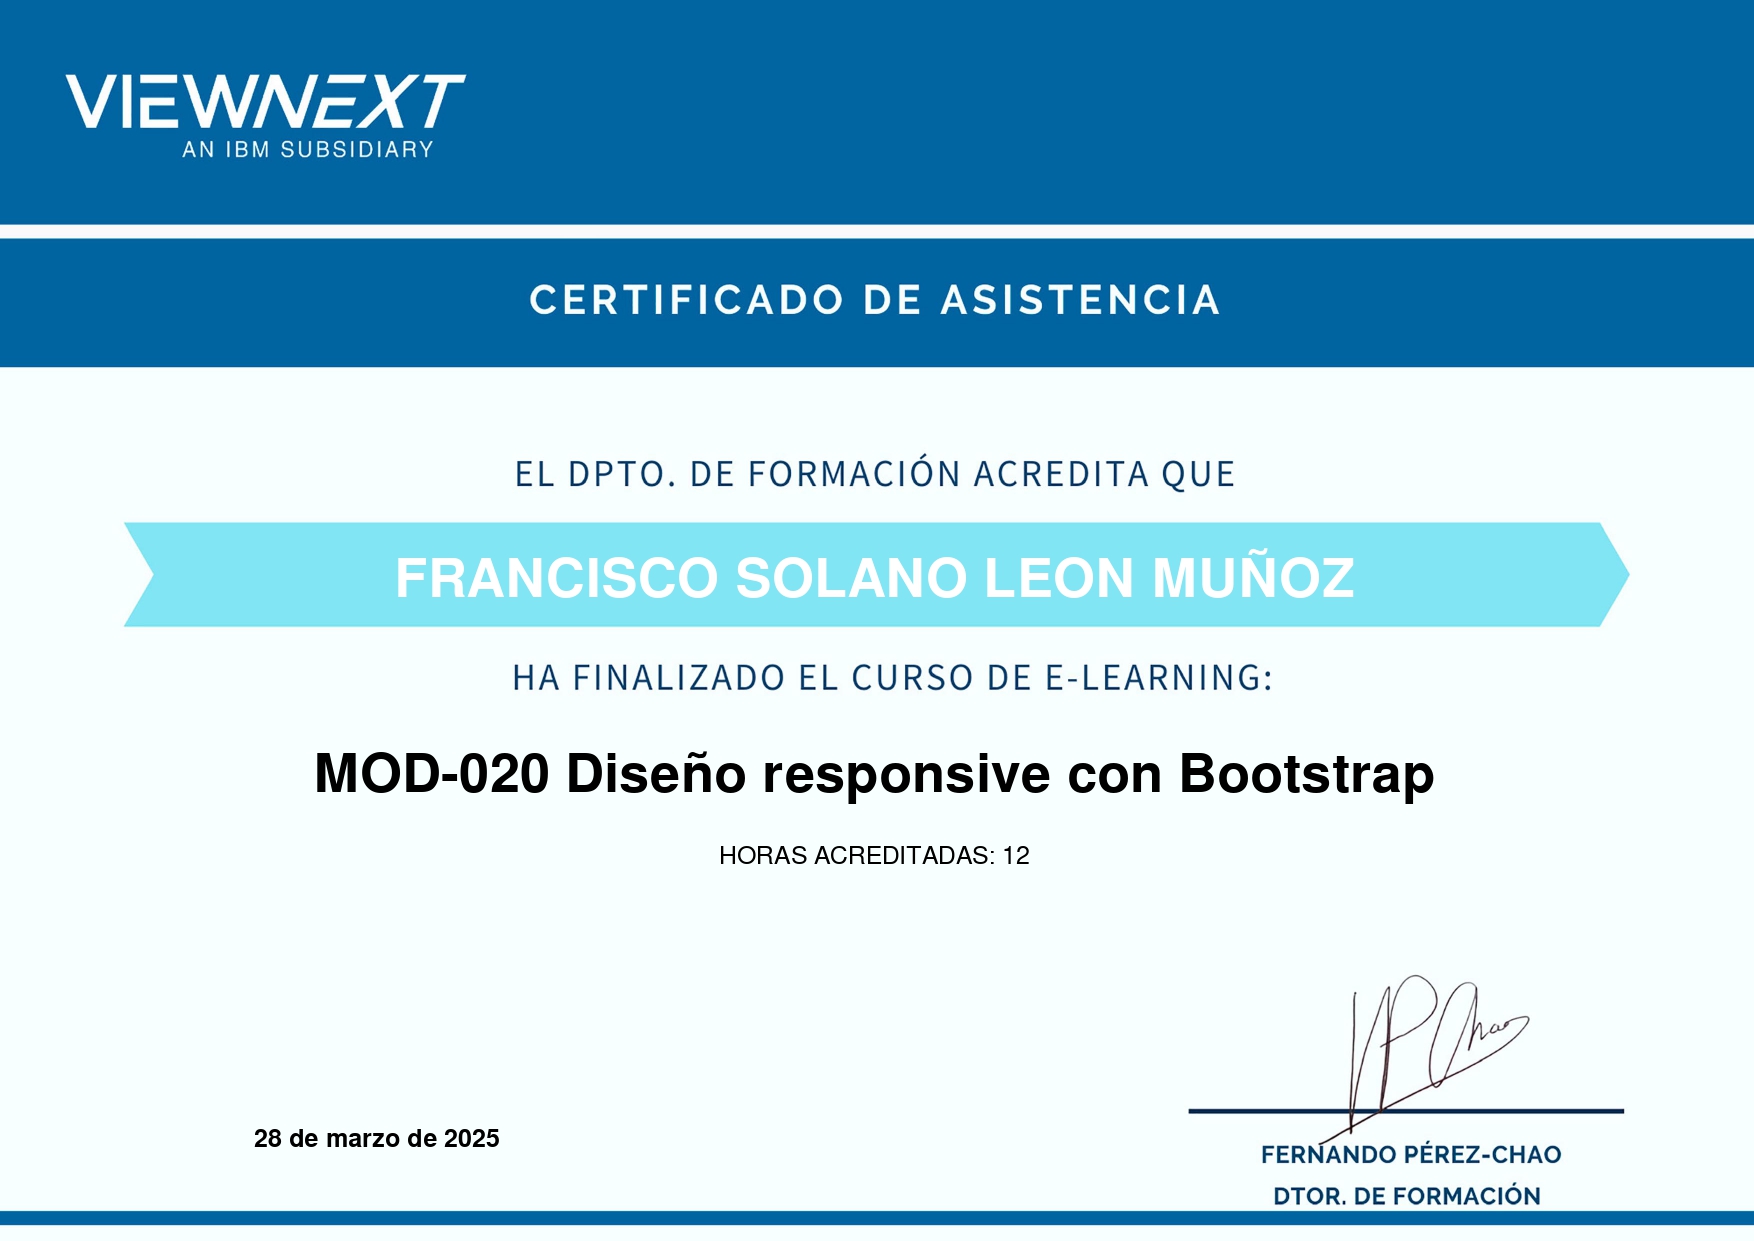 VIEWNEXT
AN IBM SUBSIDIARY
CERTIFICADO DE ASISTENCIA
EL DPTO. DE FORMACIÓN ACREDITA QUE
FRANCISCO SOLANO LEON MUÑOZ
HA FINALIZADO EL CURSO DE E-LEARNING:
MOD-020 Diseño responsive con Bootstrap
HORAS ACREDITADAS: 12
28 de marzo de 2025
FERNANDO PÉREZ-CHAO
DTOR. DE FORMACIÓN